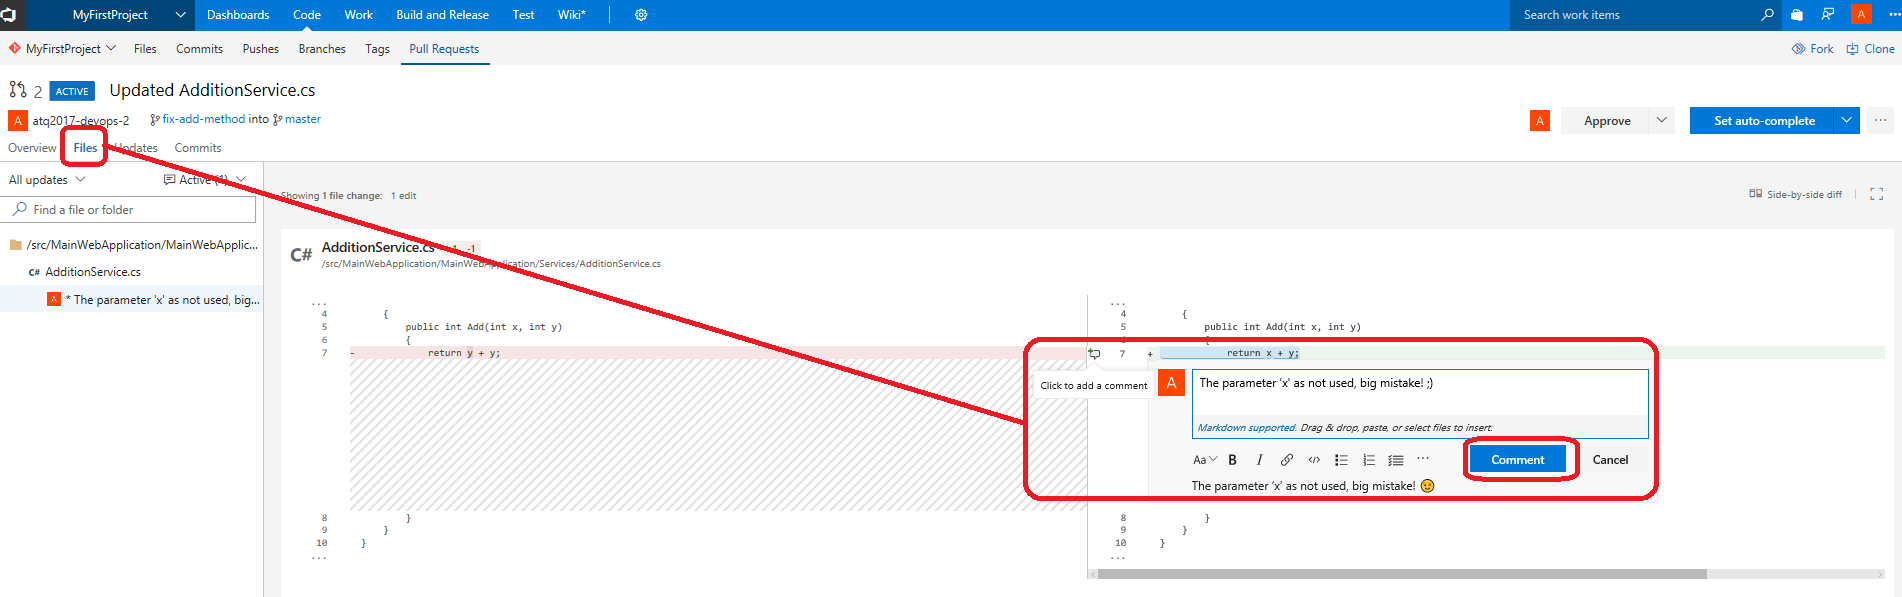 MyFirstProject Dashboards Code Work Build and Release Test Wiki* Search work items A
MyFirstProject Files Commits Pushes Branches Tags Pull Requests Fork Clone
2 ACTIVE Updated AdditionService.cs
A atq2017-devops-2 fix-add-method into master A Approve Set auto-complete ...
Overview Files Updates Commits
All updates Active (1)
Showing 1 file change: 1 edit Side-by-side diff
Find a file or folder
/src/MainWebApplication/MainWebApplic...
C# AdditionService.cs
A * The parameter 'x' as not used, big...
C# AdditionService.cs +1 -1
/src/MainWebApplication/MainWebApplication/Services/AdditionService.cs
...
4 {
5 public int Add(int x, int y)
6 {
7 - return y + y;
8 }
9 }
10 }
...
...
4 {
5 public int Add(int x, int y)
{
7 + return x + y;
Click to add a comment
A The parameter 'x' as not used, big mistake! ;)
Markdown supported. Drag & drop, paste, or select files to insert.
Aa B I </> ... Comment Cancel
The parameter 'x' as not used, big mistake! 😉
8 }
9 }
10 }
...